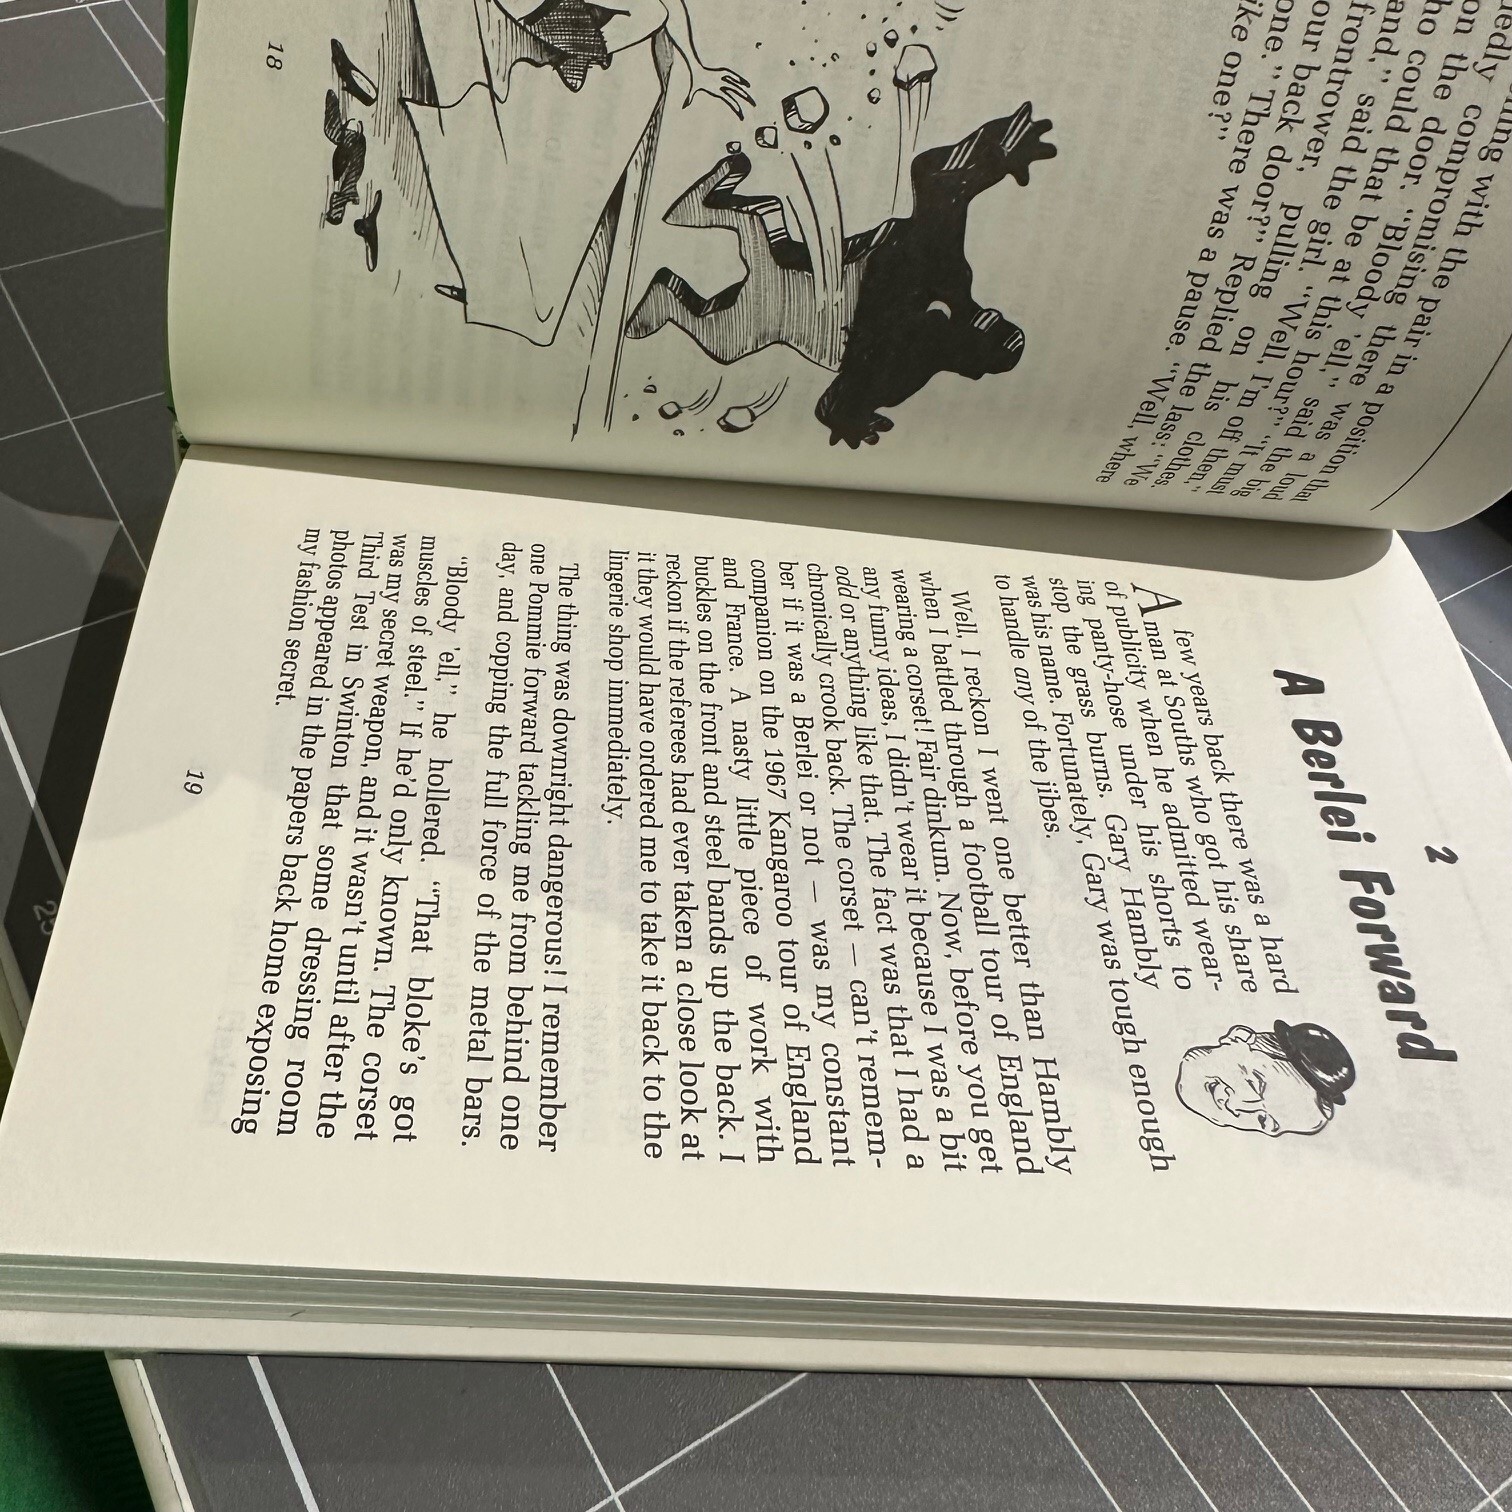 with the pair in a position that
on the compromising there was a loud
could that be at this hour?" "It must
and," said the girl. "Well, I'm off then,"
frontrower, pulling on his clothes.
our back door?" Replied the lass: "We
one." There was a pause. "Well, where
ike one?"
18
2
A Berlei Forward
A few years back there was a hard
man at Souths who got his share
of publicity when he admitted wear-
ing panty-hose under his shorts to
stop the grass burns. Gary Hambly
was his name. Fortunately, Gary was tough enough
to handle any of the jibes.
Well, I reckon I went one better than Hambly
when I battled through a football tour of England
wearing a corset! Fair dinkum. Now, before you get
any funny ideas, I didn't wear it because I was a bit
odd or anything like that. The fact was that I had a
chronically crook back. The corset — can't remem-
ber if it was a Berlei or not — was my constant
companion on the 1967 Kangaroo tour of England
and France. A nasty little piece of work with
buckles on the front and steel bands up the back. I
reckon if the referees had ever taken a close look at
it they would have ordered me to take it back to the
lingerie shop immediately.
The thing was downright dangerous! I remember
one Pommie forward tackling me from behind one
day, and copping the full force of the metal bars.
"Bloody 'ell," he hollered. "That bloke's got
muscles of steel." If he'd only known. The corset
was my secret weapon, and it wasn't until after the
Third Test in Swinton that some dressing room
photos appeared in the papers back home exposing
my fashion secret.
19